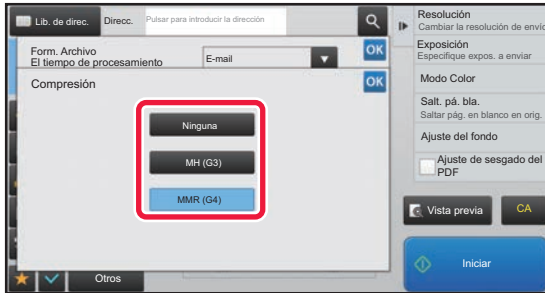 Lib. de direc.
Direcc.
Pulsar para introducir la dirección
Form. Archivo
El tiempo de procesamiento
E-mail
OK
Compresión
OK
Ninguna
MH (G3)
MMR (G4)
Otros
Resolución
Cambiar la resolución de envío
Exposición
Especifique expos. a enviar
Modo Color
Salt. pá. bla.
Saltar pág. en blanco en orig.
Ajuste del fondo
Ajuste de sesgado del
PDF
Vista previa
CA
Iniciar